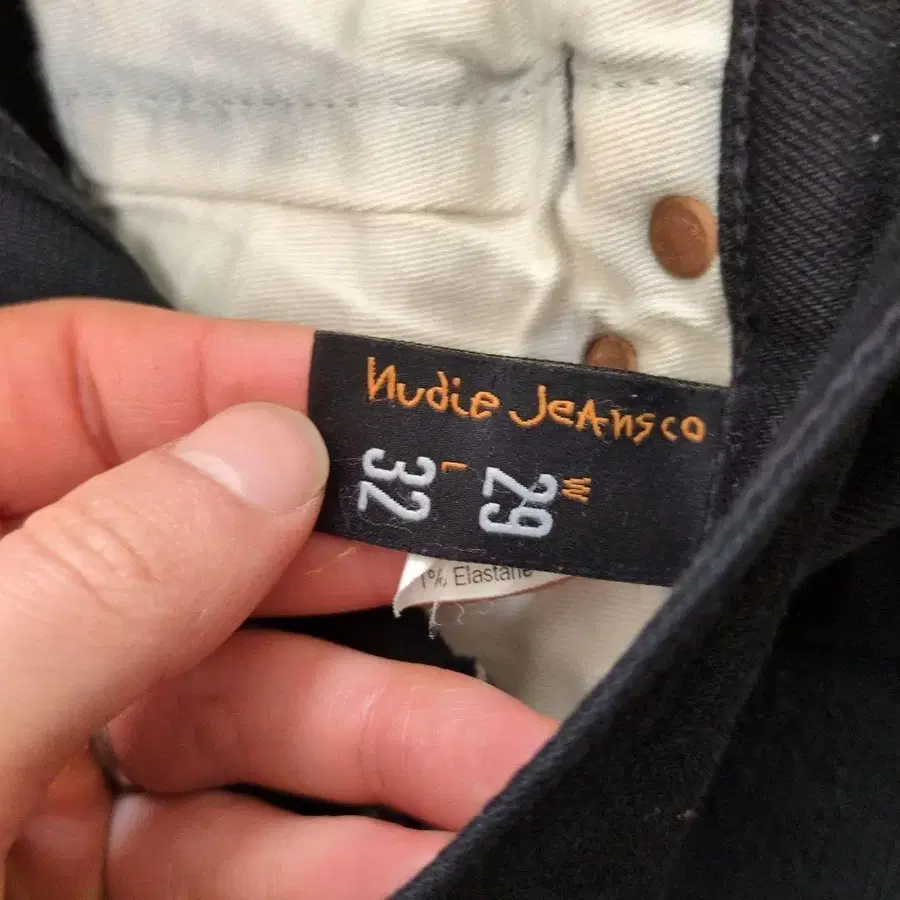 nudie JeAnsco
W
29
L
32
1% Elastane